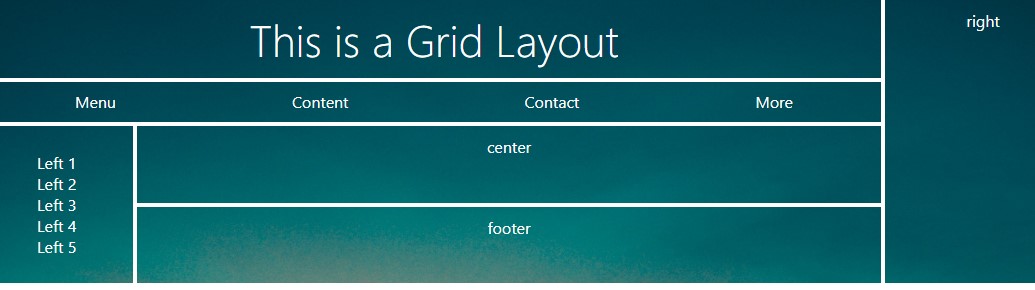 This is a Grid Layout
right
Menu Content Contact More
Left 1
Left 2
Left 3
Left 4
Left 5
center
footer